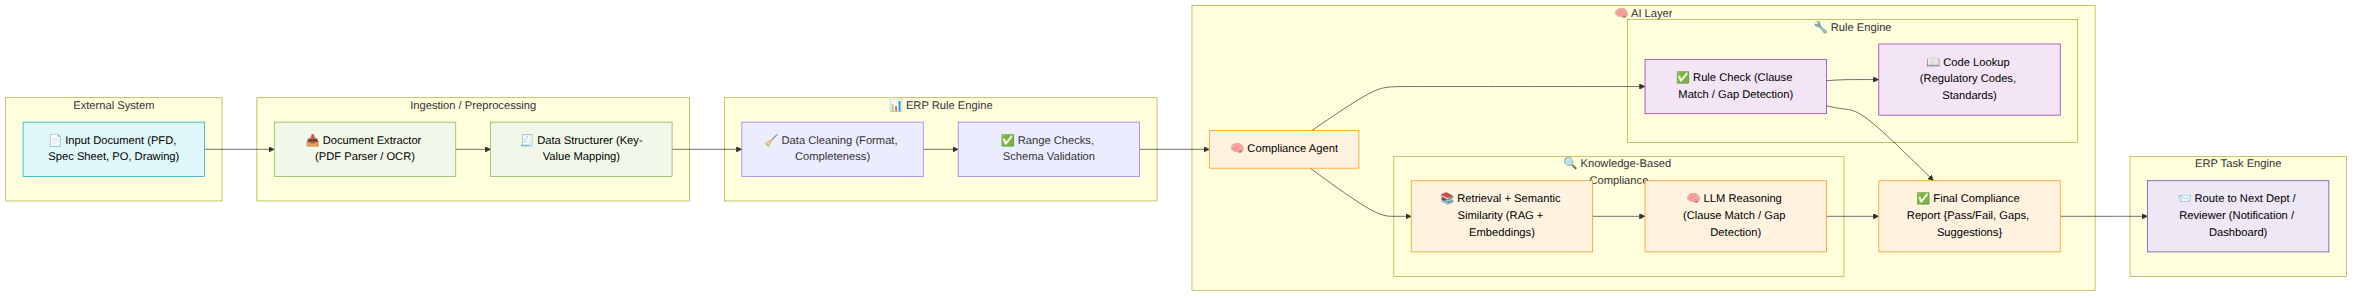 External System
📄 Input Document (PFD,
Spec Sheet, PO, Drawing)
Ingestion / Preprocessing
📥 Document Extractor
(PDF Parser / OCR)
🧾 Data Structurer (Key-
Value Mapping)
📊 ERP Rule Engine
🧹 Data Cleaning (Format,
Completeness)
✅ Range Checks,
Schema Validation
🧠 AI Layer
🧠 Compliance Agent
🔧 Rule Engine
✅ Rule Check (Clause
Match / Gap Detection)
📖 Code Lookup
(Regulatory Codes,
Standards)
🔍 Knowledge-Based
Compliance
📚 Retrieval + Semantic
Similarity (RAG +
Embeddings)
🧠 LLM Reasoning
(Clause Match / Gap
Detection)
✅ Final Compliance
Report {Pass/Fail, Gaps,
Suggestions}
ERP Task Engine
📨 Route to Next Dept /
Reviewer (Notification /
Dashboard)